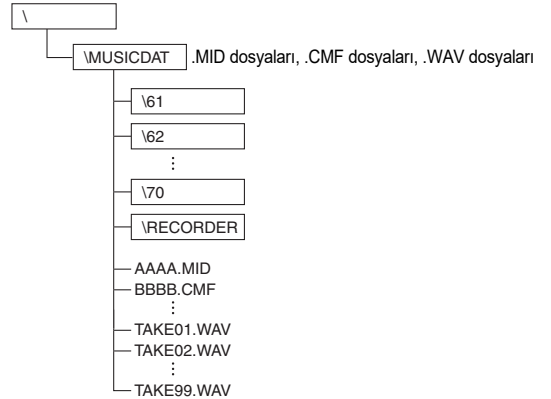 \
\MUSICDAT .MID dosyaları, .CMF dosyaları, .WAV dosyaları
\61
\62
⋮
\70
\RECORDER
AAAA.MID
BBBB.CMF
⋮
TAKE01.WAV
TAKE02.WAV
⋮
TAKE99.WAV